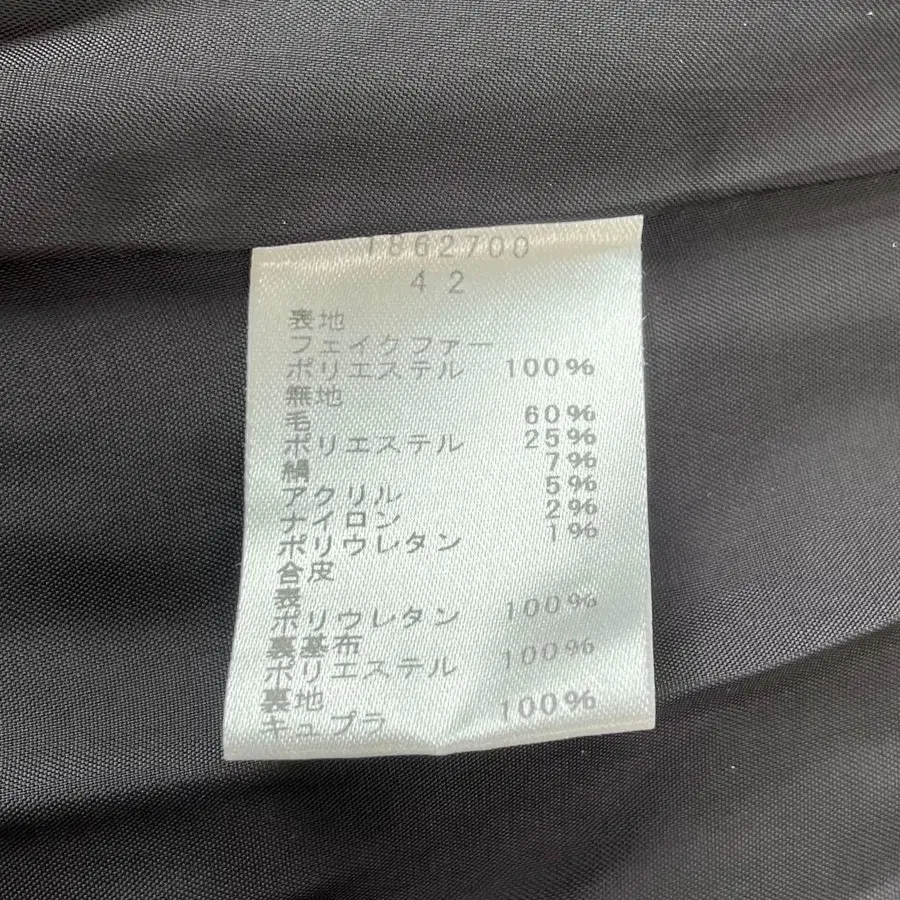 1862700
42
表地
フェイクファー
ポリエステル 100%
無地
毛 60%
ポリエステル 25%
絹 7%
アクリル 5%
ナイロン 2%
ポリウレタン 1%
合皮
表
ポリウレタン 100%
裏基布
ポリエステル 100%
裏地
キュプラ 100%